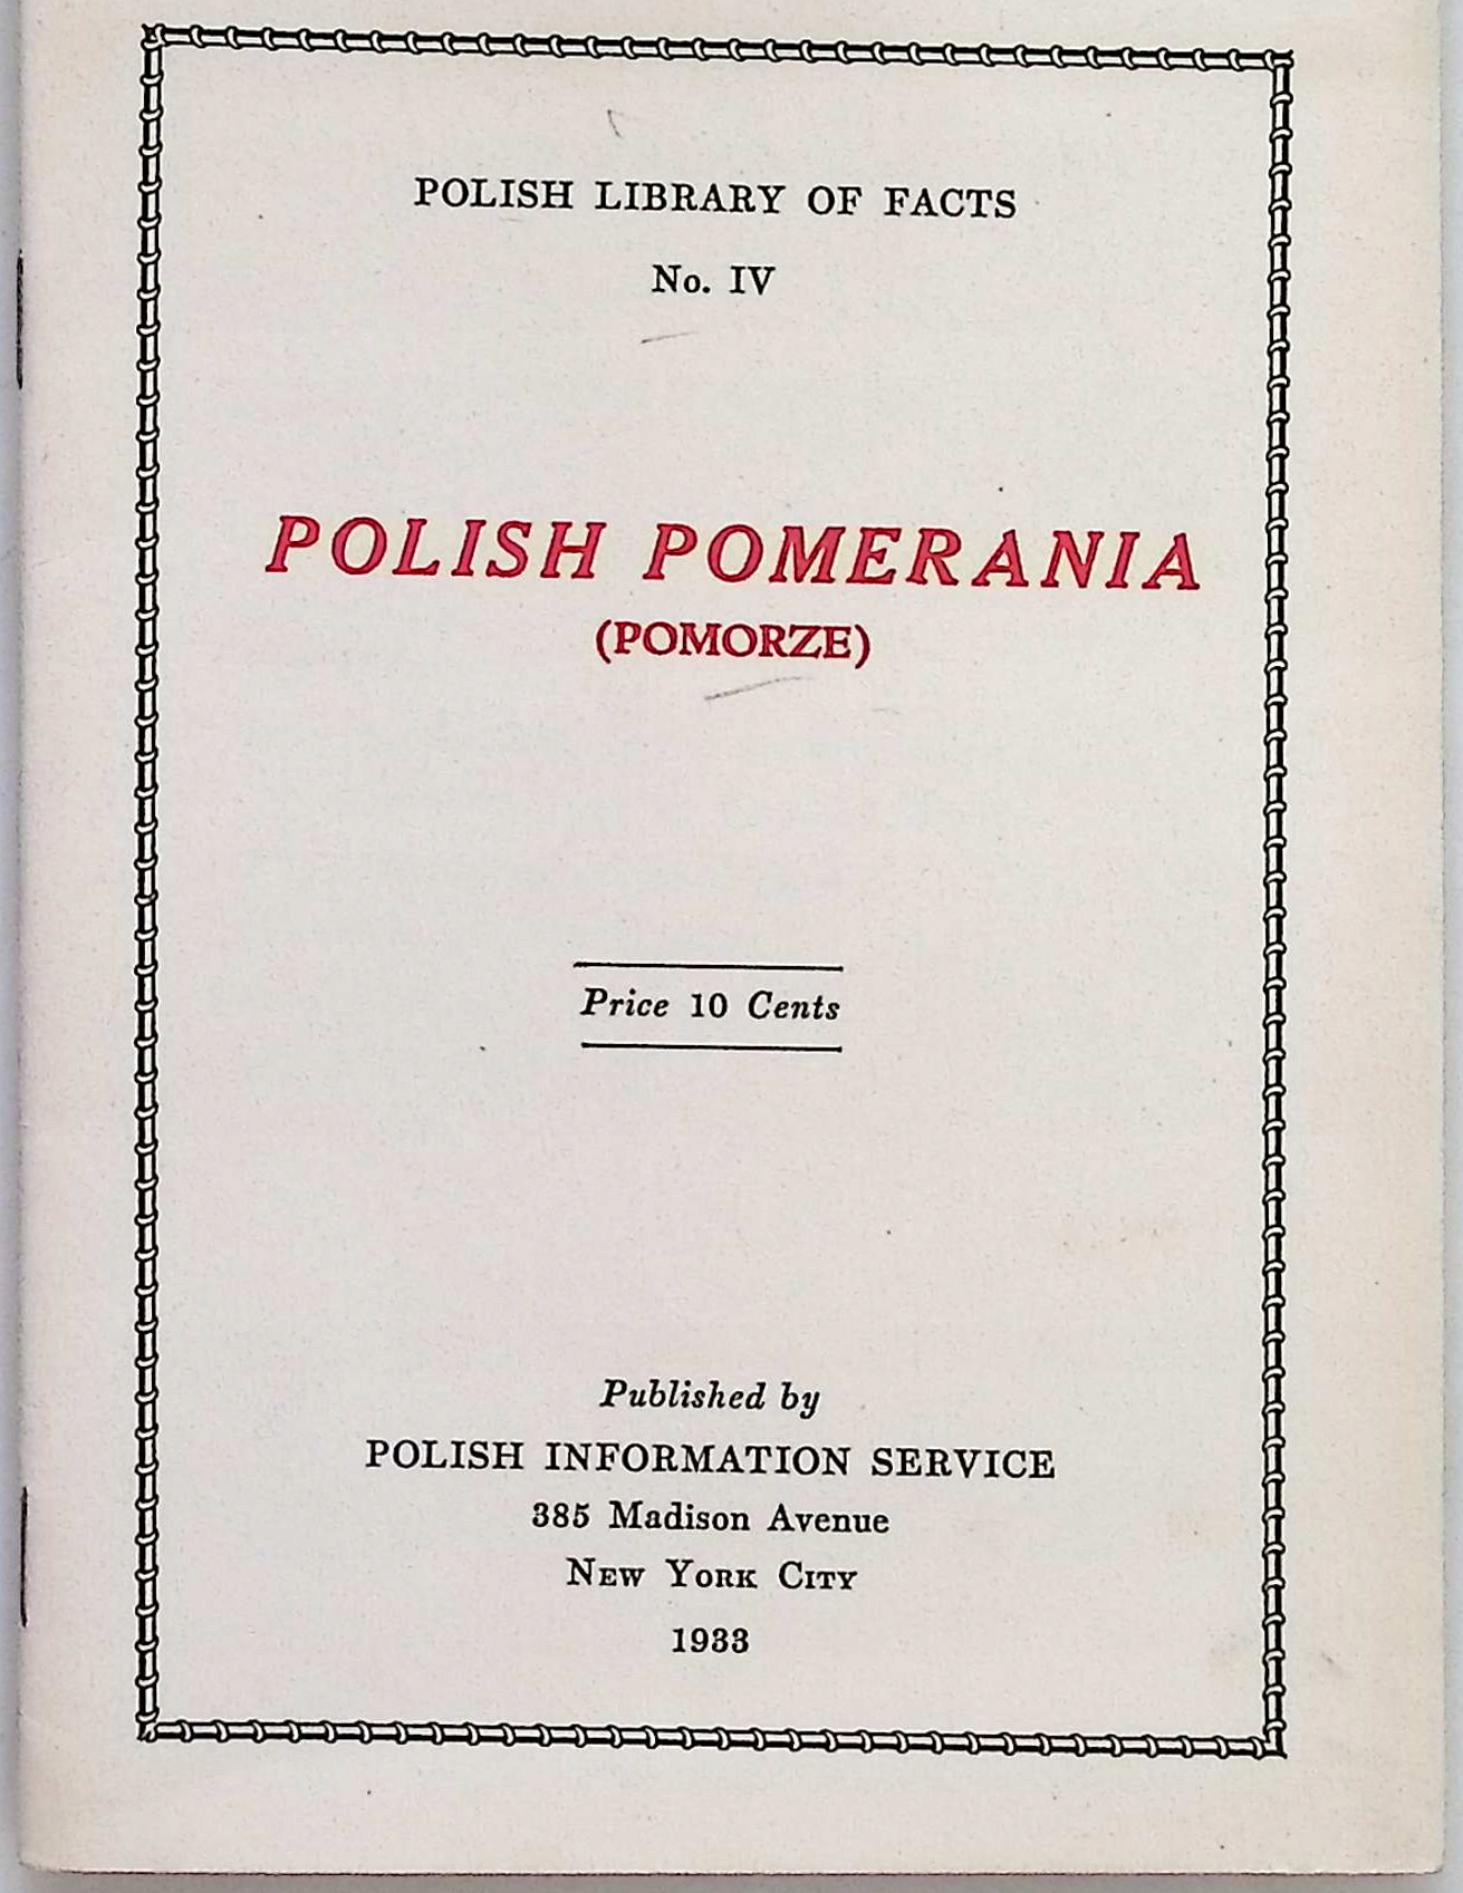 POLISH LIBRARY OF FACTS
No. IV
POLISH POMERANIA
(POMORZE)
Price 10 Cents
Published by
POLISH INFORMATION SERVICE
385 Madison Avenue
New York City
1933